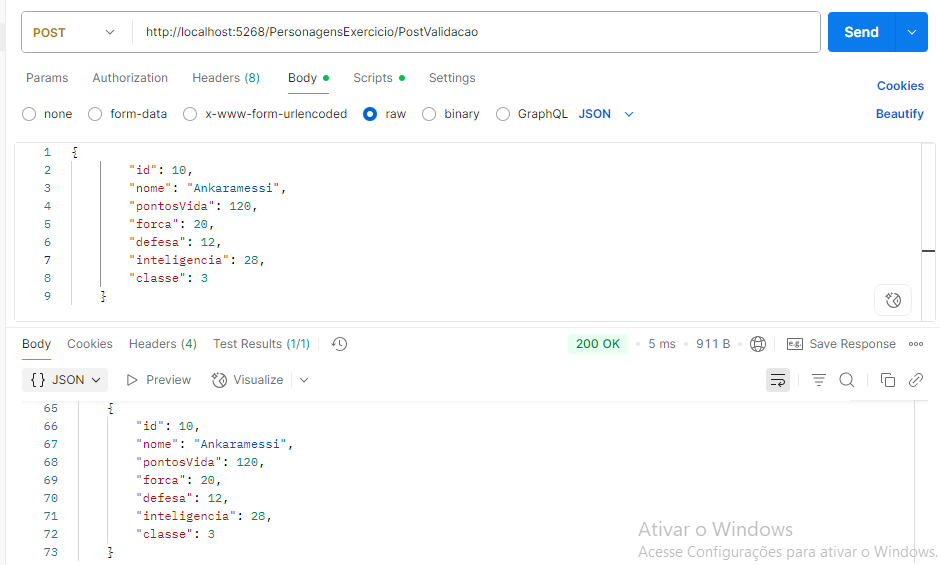 POST http://localhost:5268/PersonagensExercicio/PostValidacao Send
Params Authorization Headers (8) Body Scripts Settings Cookies
none form-data x-www-form-urlencoded raw binary GraphQL JSON Beautify
1 {
2 "id": 10,
3 "nome": "Ankaramessi",
4 "pontosVida": 120,
5 "forca": 20,
6 "defesa": 12,
7 "inteligencia": 28,
8 "classe": 3
9 }
Body Cookies Headers (4) Test Results (1/1) 200 OK 5 ms 911 B e.g. Save Response
{} JSON Preview Visualize
65 {
66 "id": 10,
67 "nome": "Ankaramessi",
68 "pontosVida": 120,
69 "forca": 20,
70 "defesa": 12,
71 "inteligencia": 28,
72 "classe": 3
73 }
Ativar o Windows
Acesse Configurações para ativar o Windows.